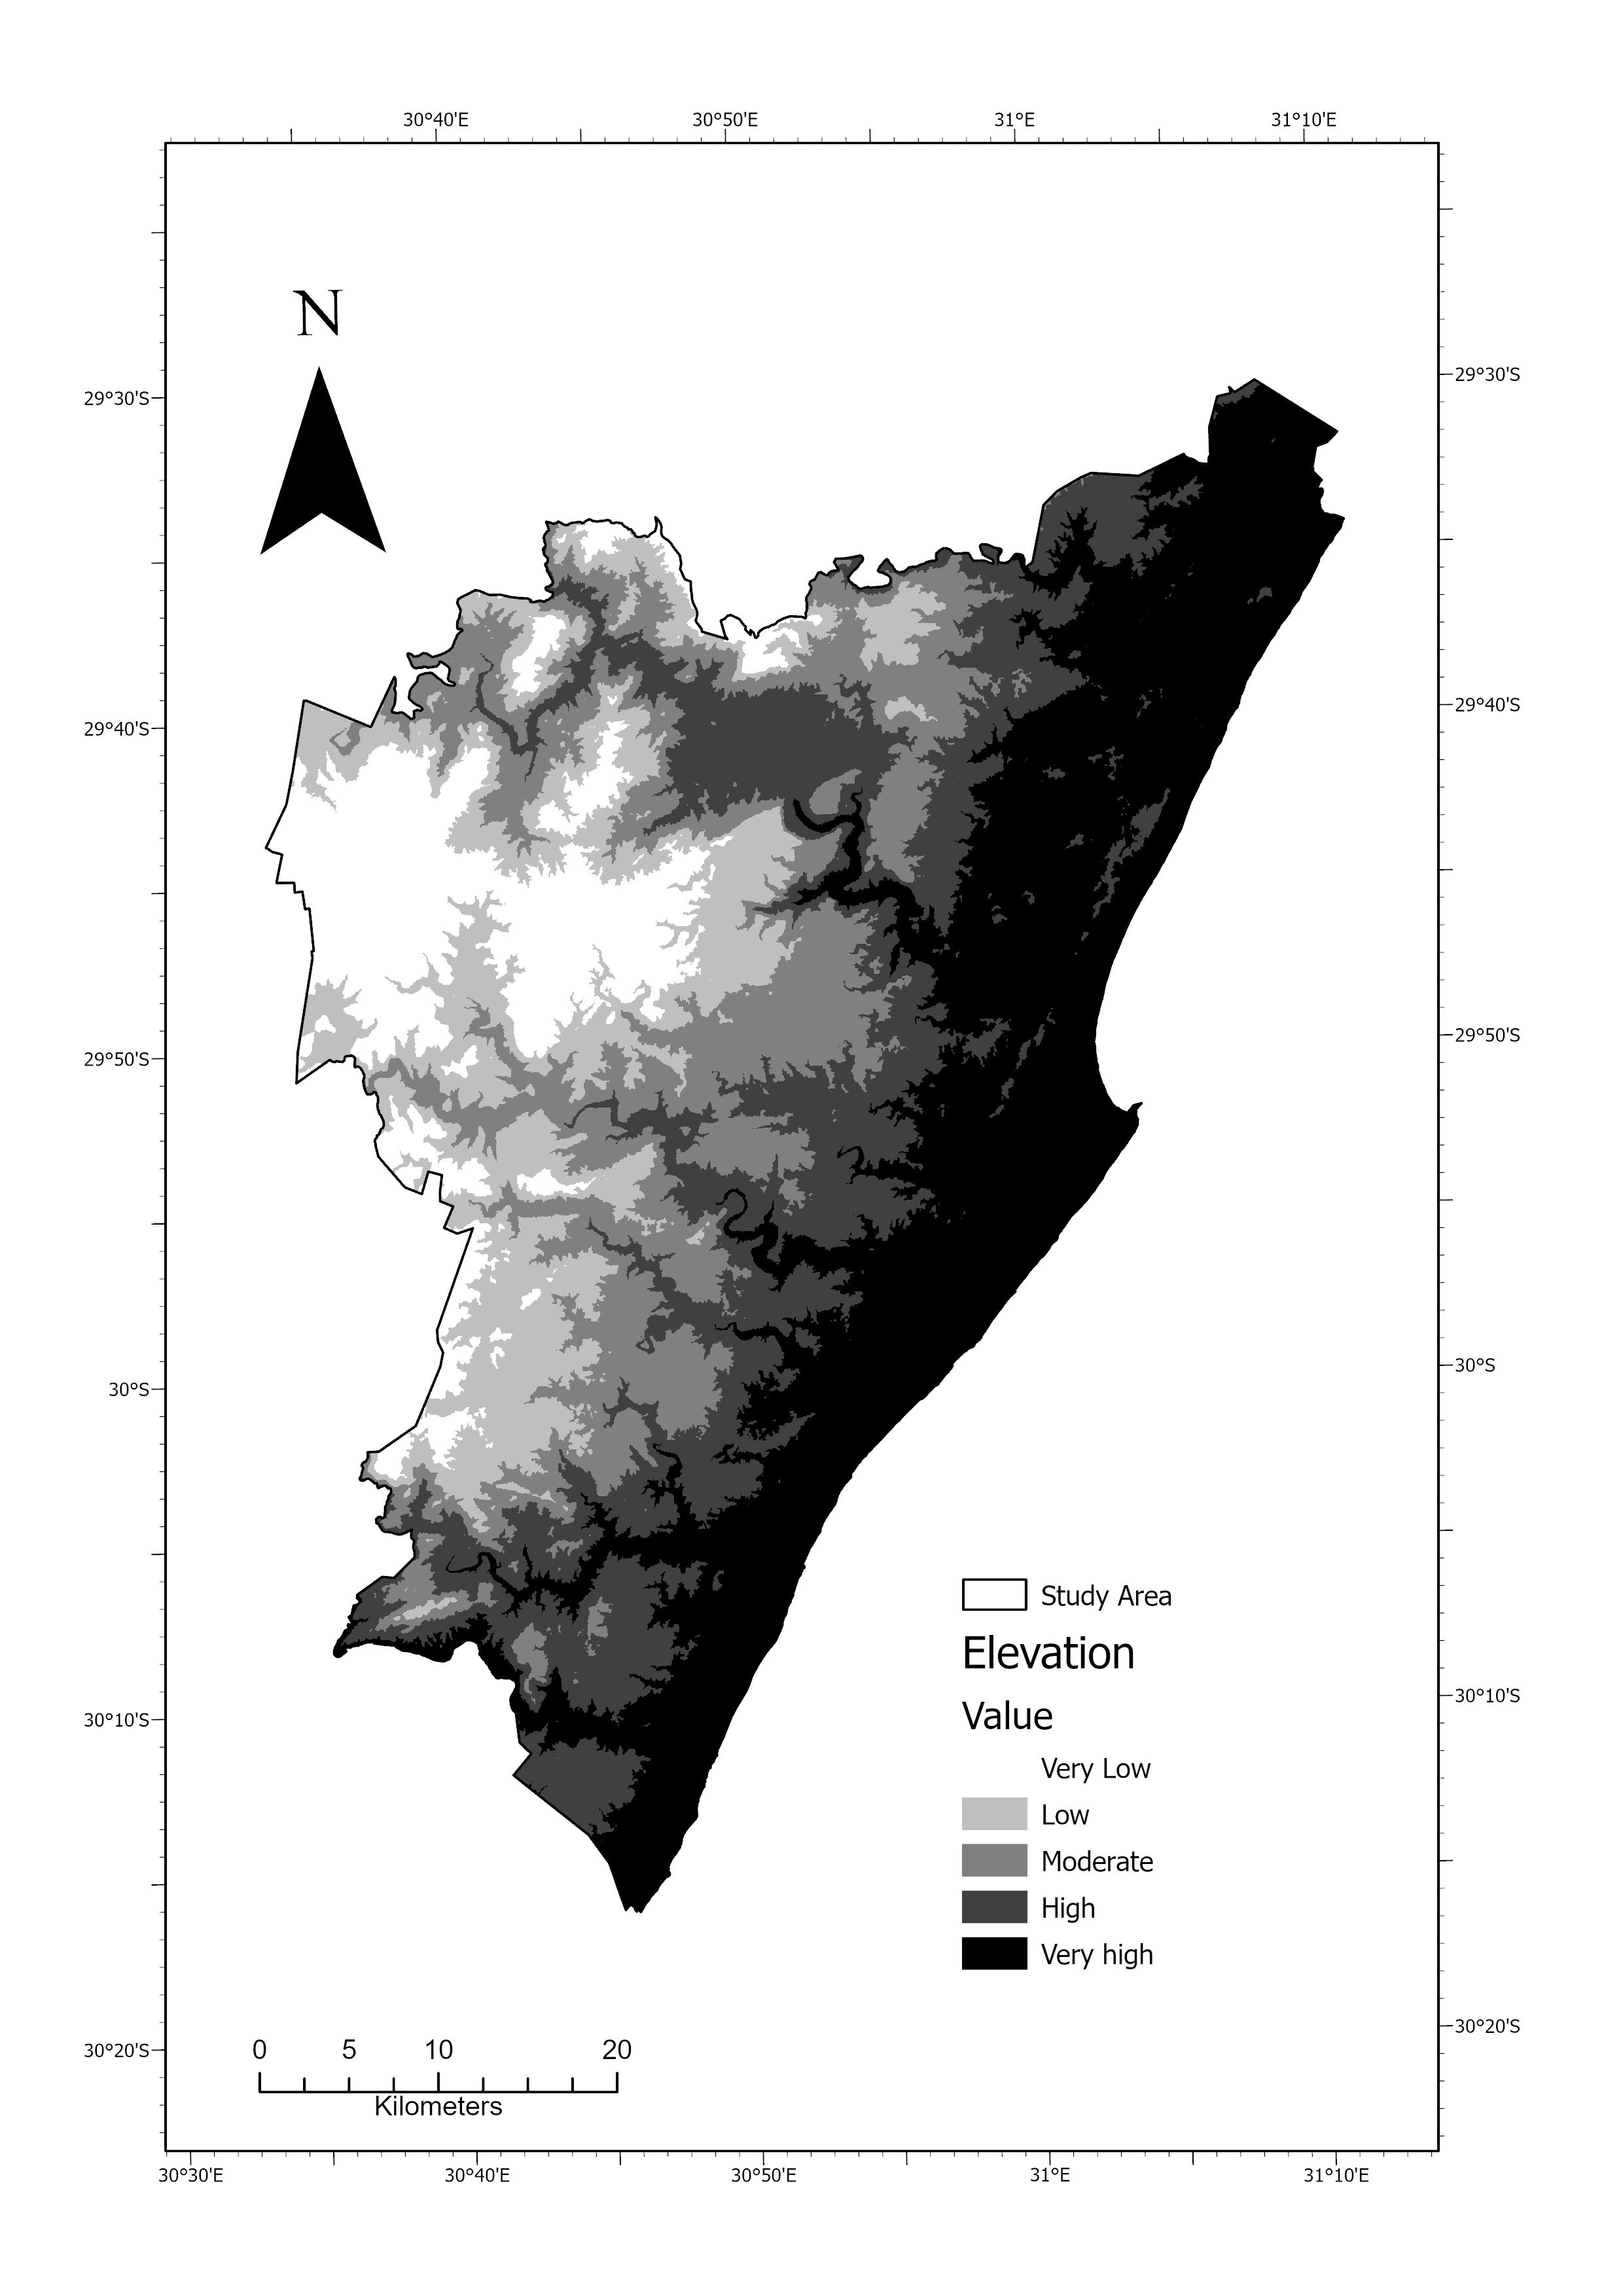 30°40'E 30°50'E 31°E 31°10'E
N
29°30'S 29°30'S
29°40'S 29°40'S
29°50'S 29°50'S
30°S 30°S
Study Area
Elevation
Value
30°10'S 30°10'S
Very Low
Low
Moderate
High
Very high
30°20'S 30°20'S
0 5 10 20
Kilometers
30°30'E 30°40'E 30°50'E 31°E 31°10'E